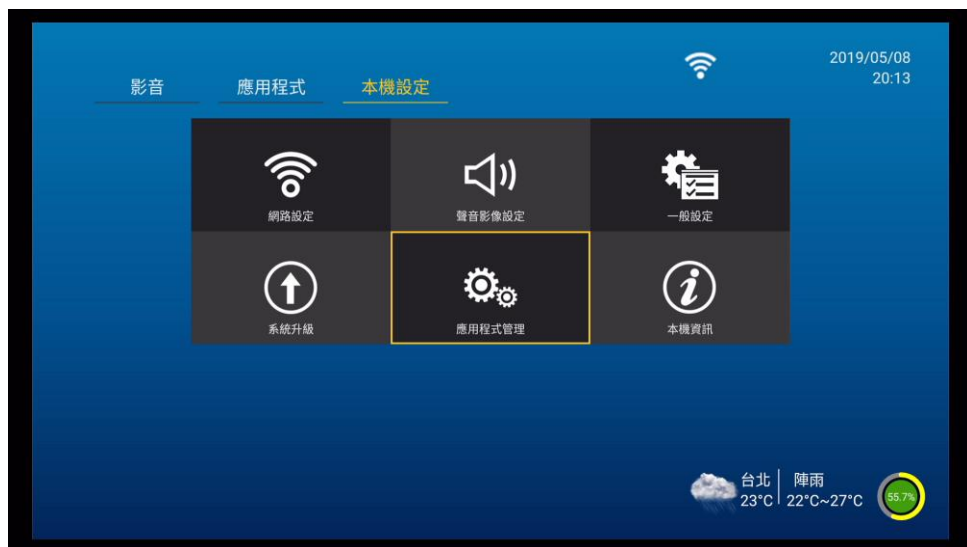 2019/05/08
20:13
影音 應用程式 本機設定
網路設定 聲音影像設定 一般設定
系統升級 應用程式管理 本機資訊
台北 陣雨
23°C 22°C~27°C
55.7%